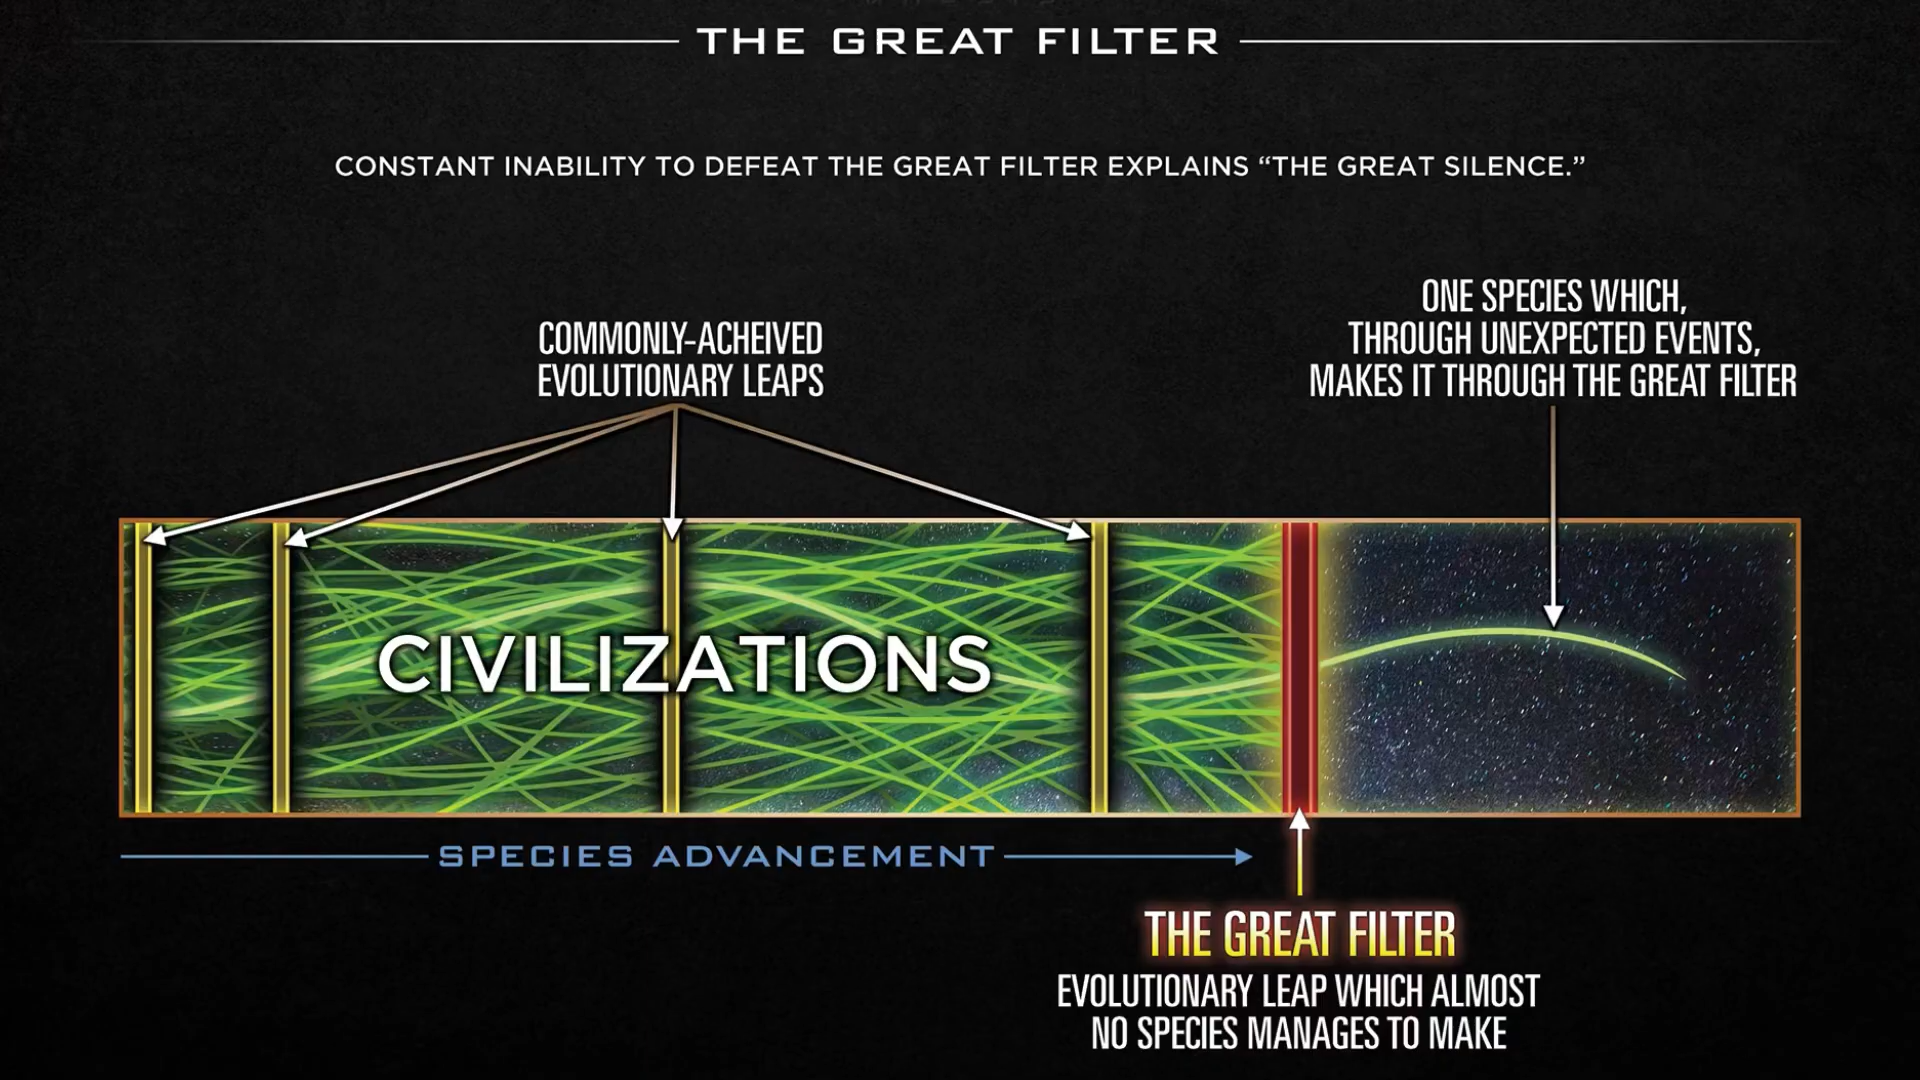 THE GREAT FILTER
CONSTANT INABILITY TO DEFEAT THE GREAT FILTER EXPLAINS “THE GREAT SILENCE.”
COMMONLY-ACHEIVED
EVOLUTIONARY LEAPS
ONE SPECIES WHICH,
THROUGH UNEXPECTED EVENTS,
MAKES IT THROUGH THE GREAT FILTER
CIVILIZATIONS
SPECIES ADVANCEMENT
THE GREAT FILTER
EVOLUTIONARY LEAP WHICH ALMOST
NO SPECIES MANAGES TO MAKE